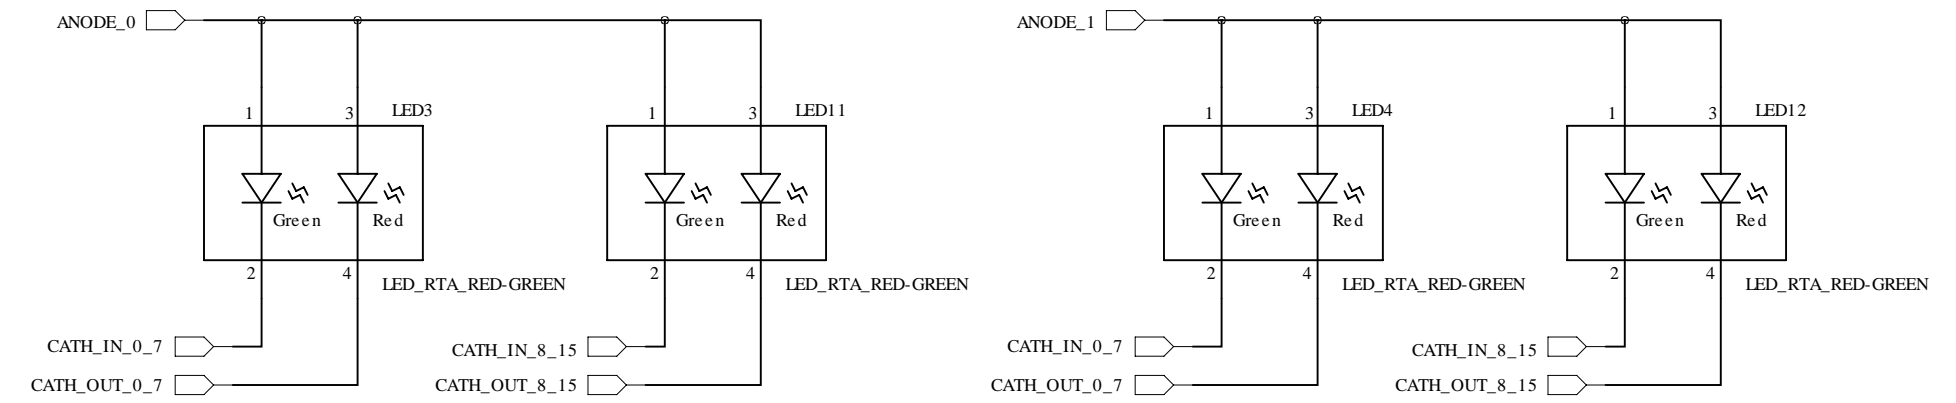 ANODE_0
ANODE_1
1 3 LED3
1 3 LED11
1 3 LED4
1 3 LED12
Green Red
Green Red
Green Red
Green Red
2 4 LED_RTA_RED-GREEN
2 4 LED_RTA_RED-GREEN
2 4 LED_RTA_RED-GREEN
2 4 LED_RTA_RED-GREEN
CATH_IN_0_7
CATH_IN_8_15
CATH_IN_0_7
CATH_IN_8_15
CATH_OUT_0_7
CATH_OUT_8_15
CATH_OUT_0_7
CATH_OUT_8_15